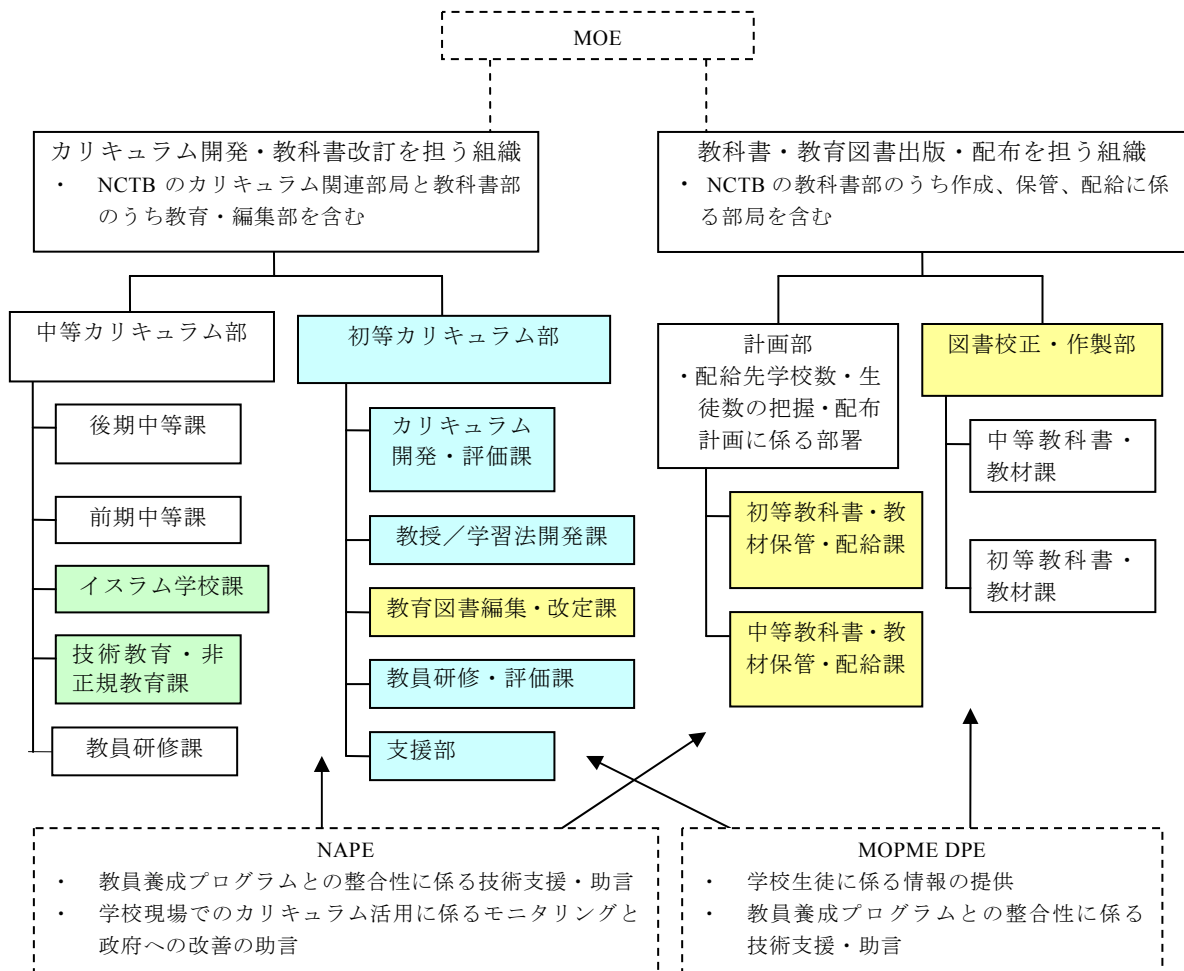 MOE
カリキュラム開発・教科書改訂を担う組織
・ NCTB のカリキュラム関連部局と教科書部
のうち教育・編集部を含む
教科書・教育図書出版・配布を担う組織
・ NCTB の教科書部のうち作成、保管、配給に係
る部局を含む
中等カリキュラム部
後期中等課
前期中等課
イスラム学校課
技術教育・非
正規教育課
教員研修課
初等カリキュラム部
カリキュラム
開発・評価課
教授／学習法開発課
教育図書編集・改定課
教員研修・評価課
支援部
計画部
・配給先学校数・生
徒数の把握・配布
計画に係る部署
初等教科書・教
材保管・配給課
中等教科書・教
材保管・配給課
図書校正・作製部
中等教科書・
教材課
初等教科書・
教材課
NAPE
・ 教員養成プログラムとの整合性に係る技術支援・助言
・ 学校現場でのカリキュラム活用に係るモニタリングと
政府への改善の助言
MOPME DPE
・ 学校生徒に係る情報の提供
・ 教員養成プログラムとの整合性に係る
技術支援・助言